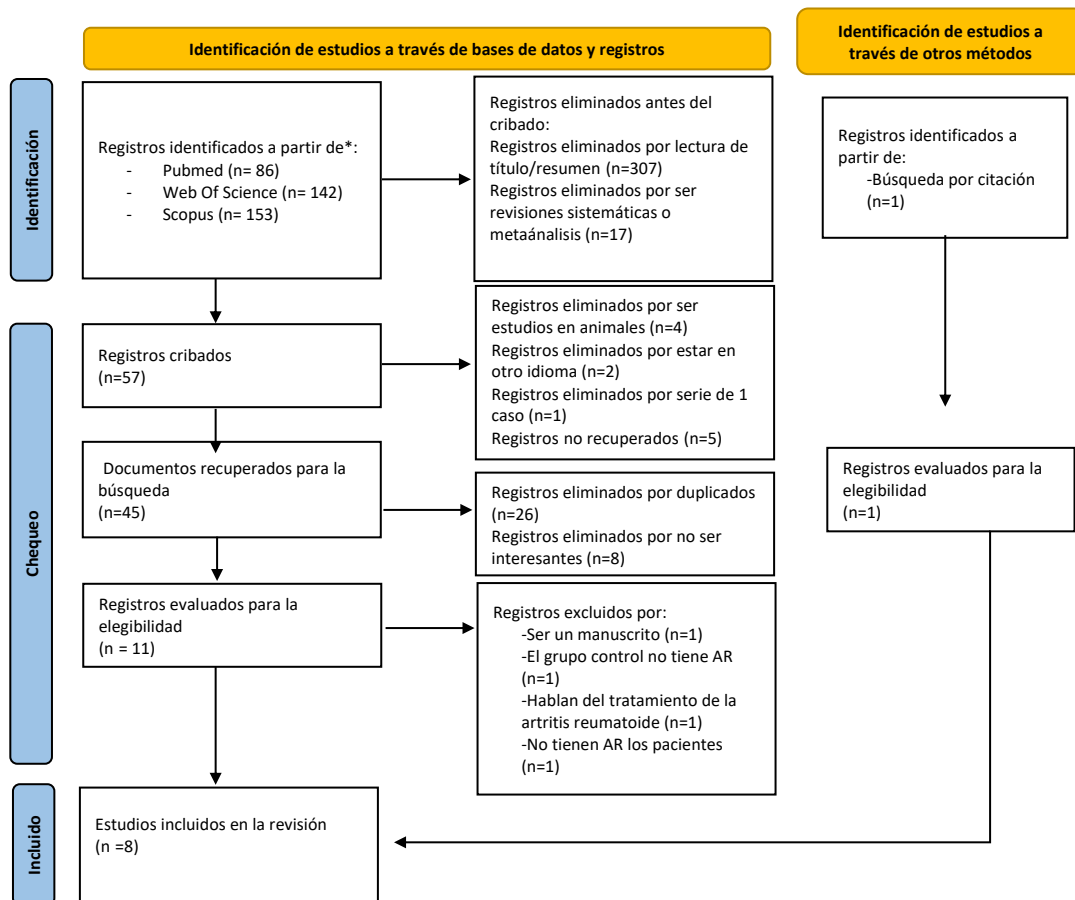 Identificación de estudios a través de bases de datos y registros
Identificación de estudios a
través de otros métodos
Identificación
Registros identificados a partir de*:
- Pubmed (n= 86)
- Web Of Science (n= 142)
- Scopus (n= 153)
Registros eliminados antes del
cribado:
Registros eliminados por lectura de
título/resumen (n=307)
Registros eliminados por ser
revisiones sistemáticas o
metaánalisis (n=17)
Registros identificados a
partir de:
-Búsqueda por citación
(n=1)
Chequeo
Registros cribados
(n=57)
Registros eliminados por ser
estudios en animales (n=4)
Registros eliminados por estar en
otro idioma (n=2)
Registros eliminados por serie de 1
caso (n=1)
Registros no recuperados (n=5)
Documentos recuperados para la
búsqueda
(n=45)
Registros eliminados por duplicados
(n=26)
Registros eliminados por no ser
interesantes (n=8)
Registros evaluados para la
elegibilidad
(n=1)
Registros evaluados para la
elegibilidad
(n = 11)
Registros excluidos por:
-Ser un manuscrito (n=1)
-El grupo control no tiene AR
(n=1)
-Hablan del tratamiento de la
artritis reumatoide (n=1)
-No tienen AR los pacientes
(n=1)
Incluido
Estudios incluidos en la revisión
(n =8)